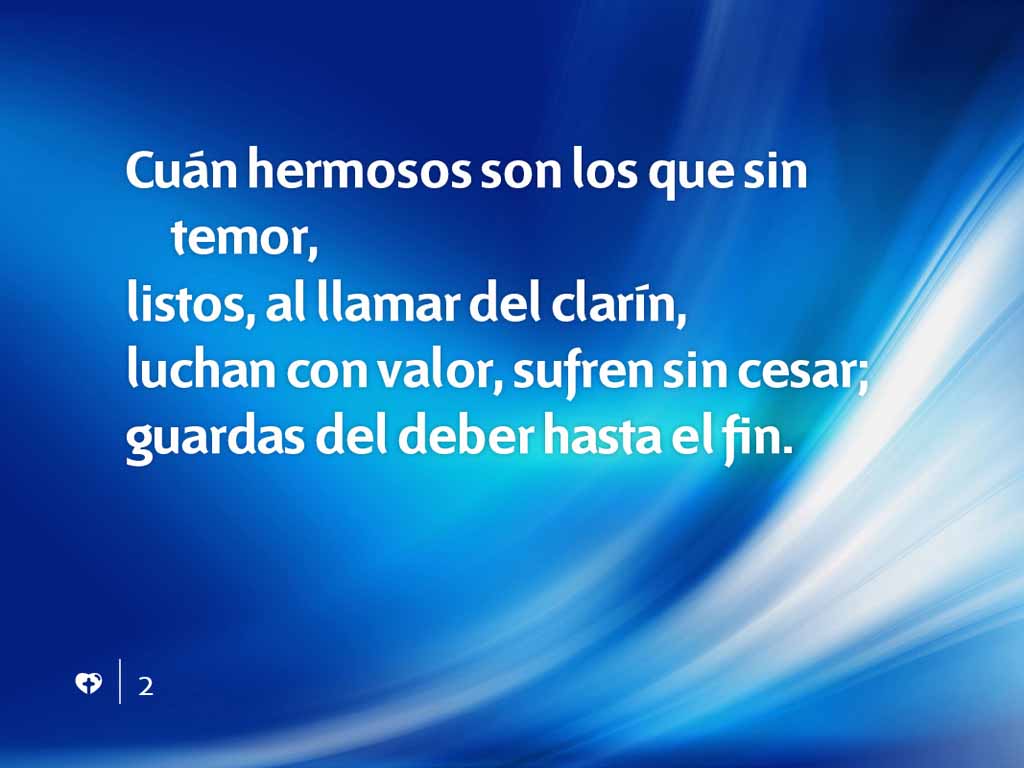 Cuán hermosos son los que sin
temor,
listos, al llamar del clarín,
luchan con valor, sufren sin cesar;
guardas del deber hasta el fin.
2